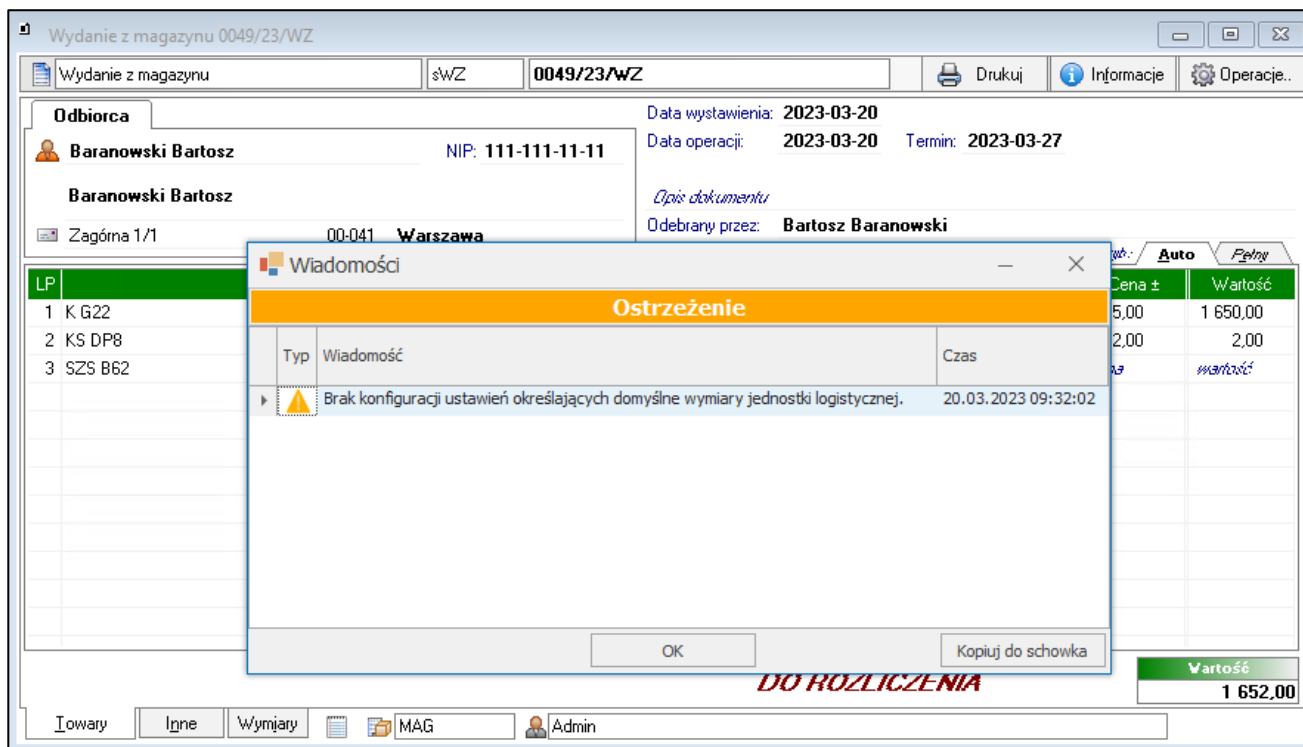 Wydanie z magazynu 0049/23/WZ
Wydanie z magazynu sWZ 0049/23/WZ Drukuj Informacje Operacje..
Odbiorca
Data wystawienia: 2023-03-20
Baranowski Bartosz NIP: 111-111-11-11
Data operacji: 2023-03-20 Termin: 2023-03-27
Baranowski Bartosz
Opis dokumentu
Zagórna 1/1 00-041 Warszawa
Odebrany przez: Bartosz Baranowski
Auto Pełny
LP Cena ± Wartość
1 K G22 5,00 1 650,00
2 KS DP8 2,00 2,00
3 SZS B62 wartość
Wiadomości
Ostrzeżenie
Typ Wiadomość Czas
Brak konfiguracji ustawień określających domyślne wymiary jednostki logistycznej. 20.03.2023 09:32:02
OK Kopiuj do schowka
DO ROZLICZENIA
Wartość
1 652,00
Towary Inne Wymiary MAG Admin